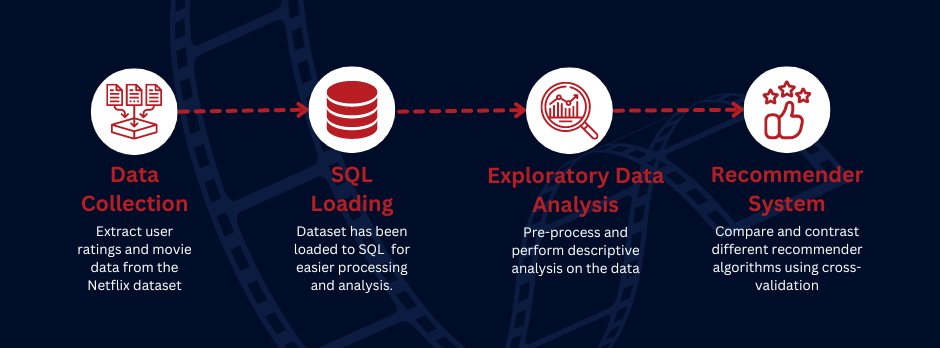 Data
Collection
Extract user
ratings and movie
data from the
Netflix dataset
SQL
Loading
Dataset has been
loaded to SQL for
easier processing
and analysis.
Exploratory Data
Analysis
Pre-process and
perform descriptive
analysis on the data
Recommender
System
Compare and contrast
different recommender
algorithms using cross-
validation